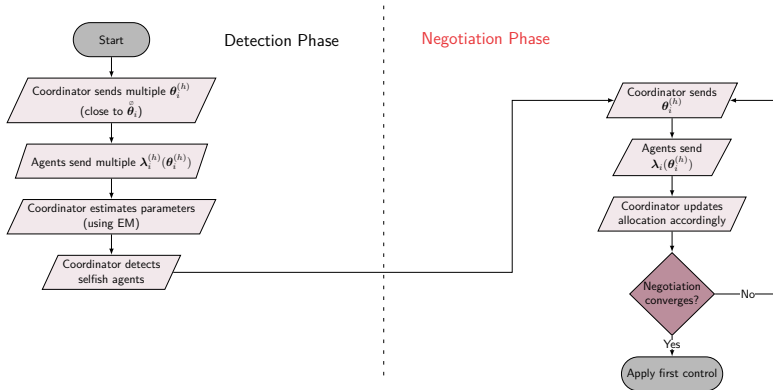 Detection Phase
Start
Coordinator sends multiple θ_i^(h)
(close to θ̊_i)
Agents send multiple λ_i^(h)(θ_i^(h))
Coordinator estimates parameters
(using EM)
Coordinator detects
selfish agents
Negotiation Phase
Coordinator sends
θ_i^(h)
Agents send
λ_i(θ_i^(h))
Coordinator updates
allocation accordingly
Negotiation
converges?
No
Yes
Apply first control